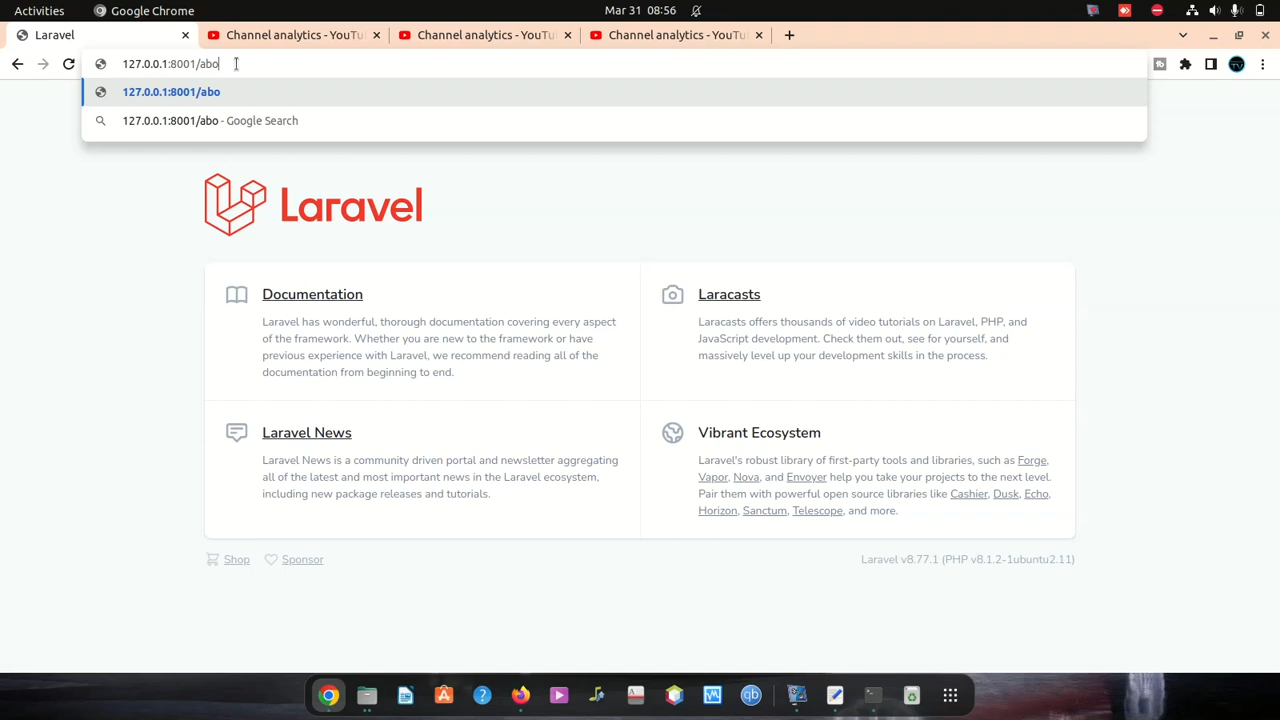 Activities
Google Chrome
Mar 31 08:56
Laravel
Channel analytics - YouTu
Channel analytics - YouTu
Channel analytics - YouTu
127.0.0.1:8001/abo
127.0.0.1:8001/abo
127.0.0.1:8001/abo - Google Search
Laravel
Documentation
Laravel has wonderful, thorough documentation covering every aspect
of the framework. Whether you are new to the framework or have
previous experience with Laravel, we recommend reading all of the
documentation from beginning to end.
Laracasts
Laracasts offers thousands of video tutorials on Laravel, PHP, and
JavaScript development. Check them out, see for yourself, and
massively level up your development skills in the process.
Laravel News
Laravel News is a community driven portal and newsletter aggregating
all of the latest and most important news in the Laravel ecosystem,
including new package releases and tutorials.
Vibrant Ecosystem
Laravel's robust library of first-party tools and libraries, such as Forge,
Vapor, Nova, and Envoyer help you take your projects to the next level.
Pair them with powerful open source libraries like Cashier, Dusk, Echo,
Horizon, Sanctum, Telescope, and more.
Shop
Sponsor
Laravel v8.77.1 (PHP v8.1.2-1ubuntu2.11)